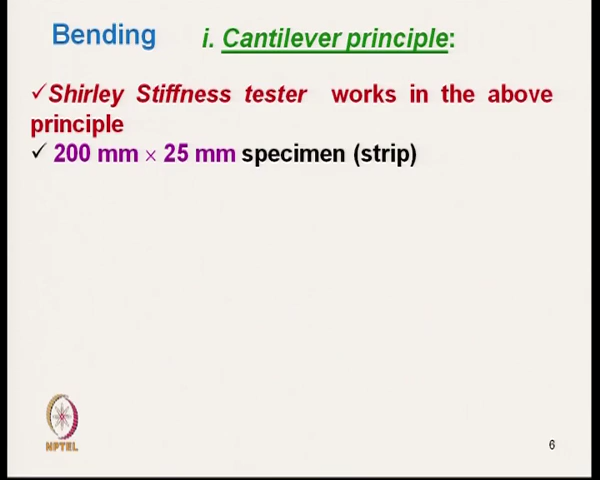 Bending
i. Cantilever principle:
✓Shirley Stiffness tester works in the above
principle
✓ 200 mm × 25 mm specimen (strip)
NPTEL
6